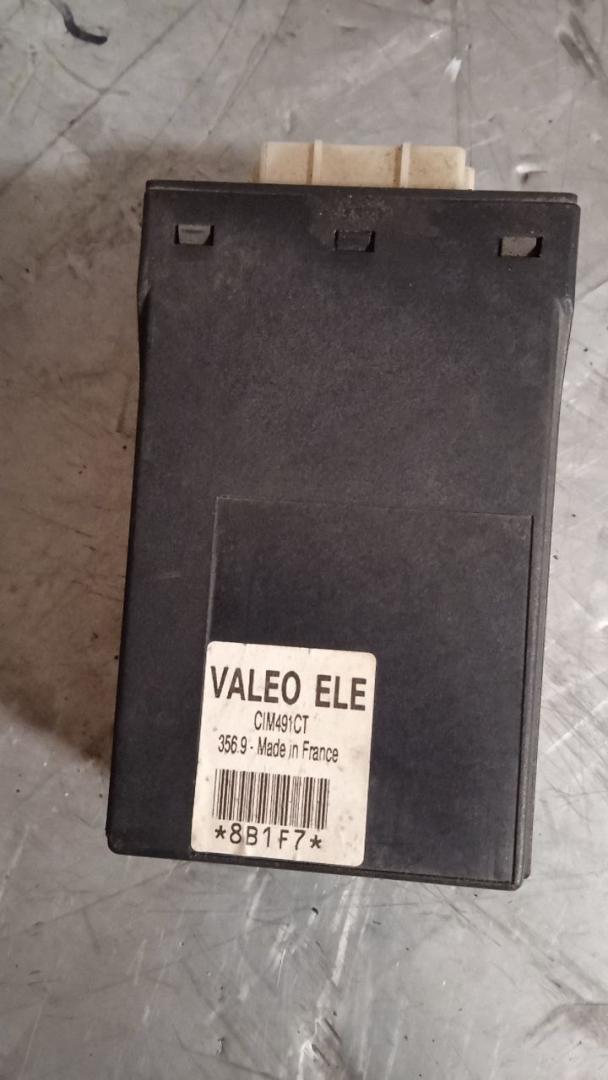 VALEO ELE
CIM491CT
356.9 - Made in France
*8B1F7*